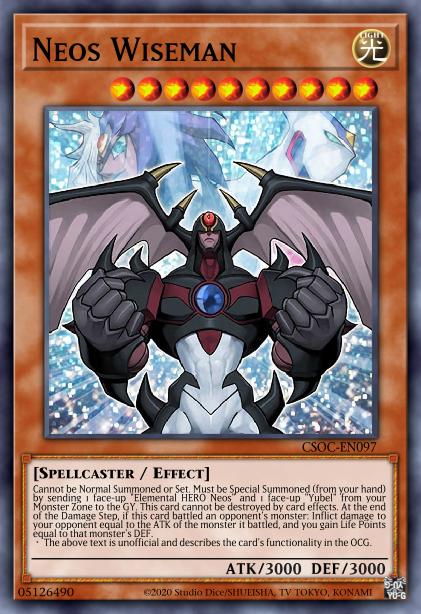 NEOS WISEMAN
LIGHT
光
CSOC-EN097
[SPELLCASTER / EFFECT]
Cannot be Normal Summoned or Set. Must be Special Summoned (from your hand)
by sending 1 face-up "Elemental HERO Neos" and 1 face-up "Yubel" from your
Monster Zone to the GY. This card cannot be destroyed by card effects. At the end
of the Damage Step, if this card battled an opponent's monster: Inflict damage to
your opponent equal to the ATK of the monster it battled, and you gain Life Points
equal to that monster's DEF.
・The above text is unofficial and describes the card's functionality in the OCG.
ATK/3000 DEF/3000
05126490
©2020 Studio Dice/SHUEISHA, TV TOKYO, KONAMI